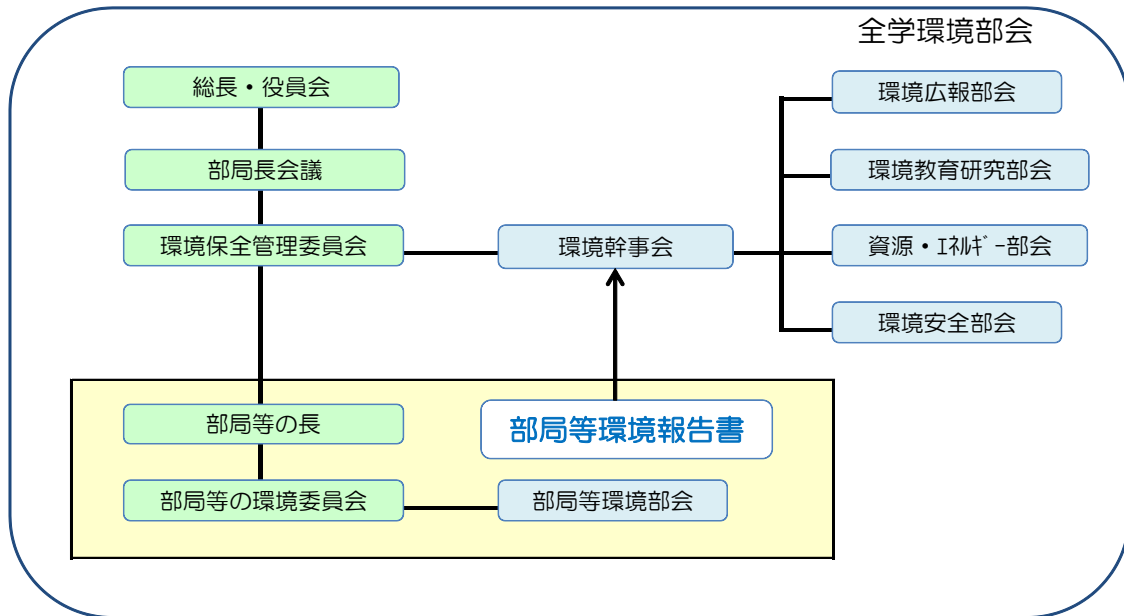 全学環境部会
総長・役員会
環境広報部会
部局長会議
環境教育研究部会
環境保全管理委員会
環境幹事会
資源・ｴﾈﾙｷﾞｰ部会
環境安全部会
部局等の長
部局等環境報告書
部局等の環境委員会
部局等環境部会